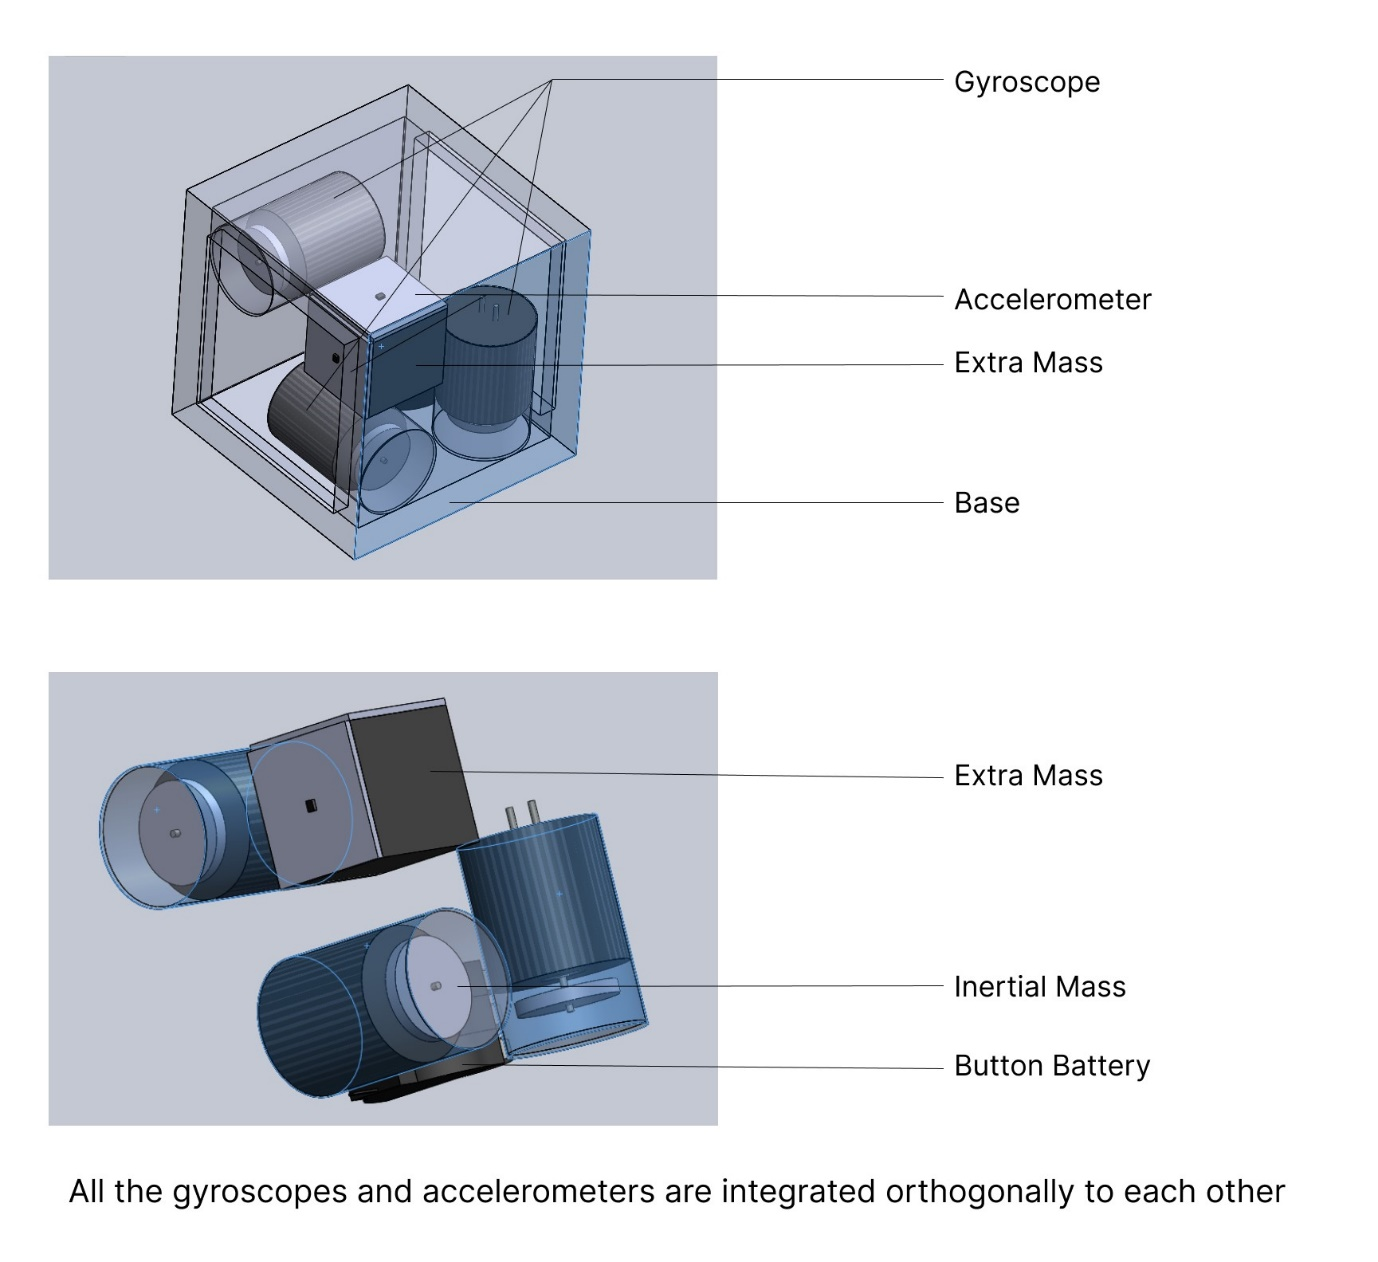 Gyroscope
Accelerometer
Extra Mass
Base
Extra Mass
Inertial Mass
Button Battery
All the gyroscopes and accelerometers are integrated orthogonally to each other